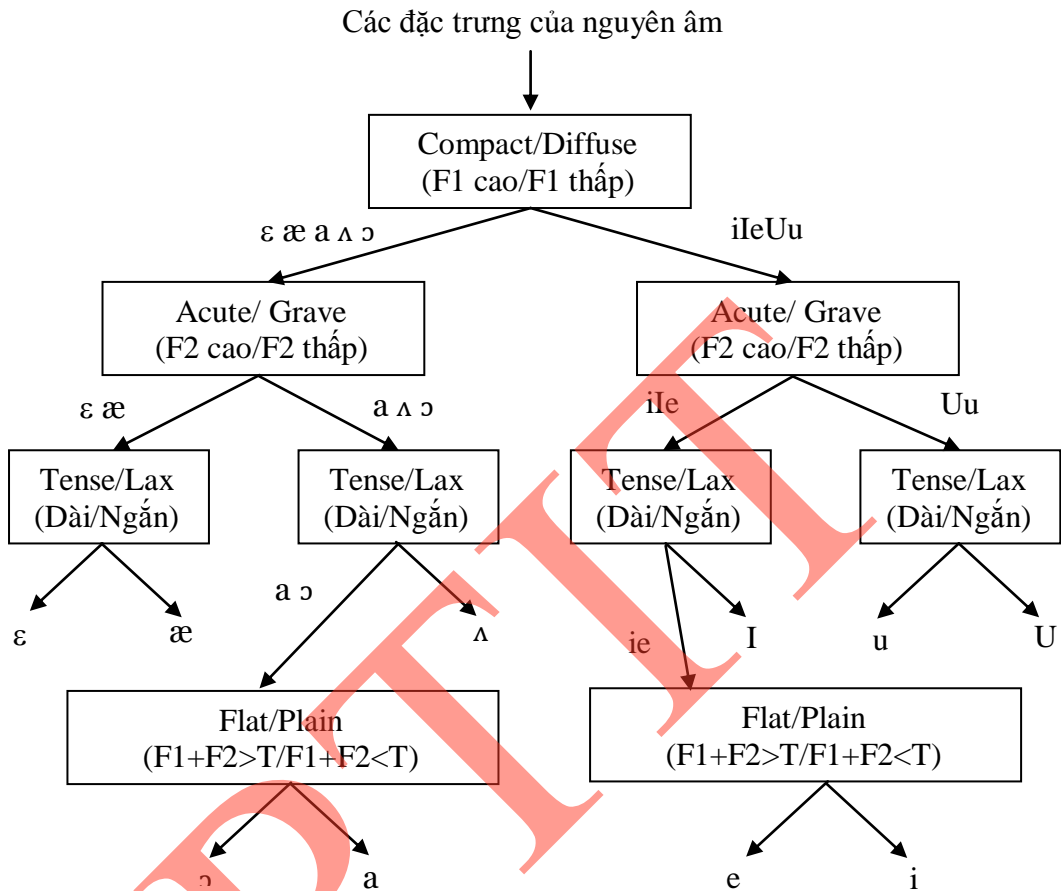 Các đặc trưng của nguyên âm
Compact/Diffuse
(F1 cao/F1 thấp)
ɛ æ a ʌ ɔ
iIeUu
Acute/ Grave
(F2 cao/F2 thấp)
Acute/ Grave
(F2 cao/F2 thấp)
ɛ æ
a ʌ ɔ
iIe
Uu
Tense/Lax
(Dài/Ngắn)
Tense/Lax
(Dài/Ngắn)
Tense/Lax
(Dài/Ngắn)
Tense/Lax
(Dài/Ngắn)
a ɔ
ɛ
æ
ʌ
ie
I
u
U
Flat/Plain
(F1+F2>T/F1+F2<T)
Flat/Plain
(F1+F2>T/F1+F2<T)
ɔ
a
e
i
PTIT